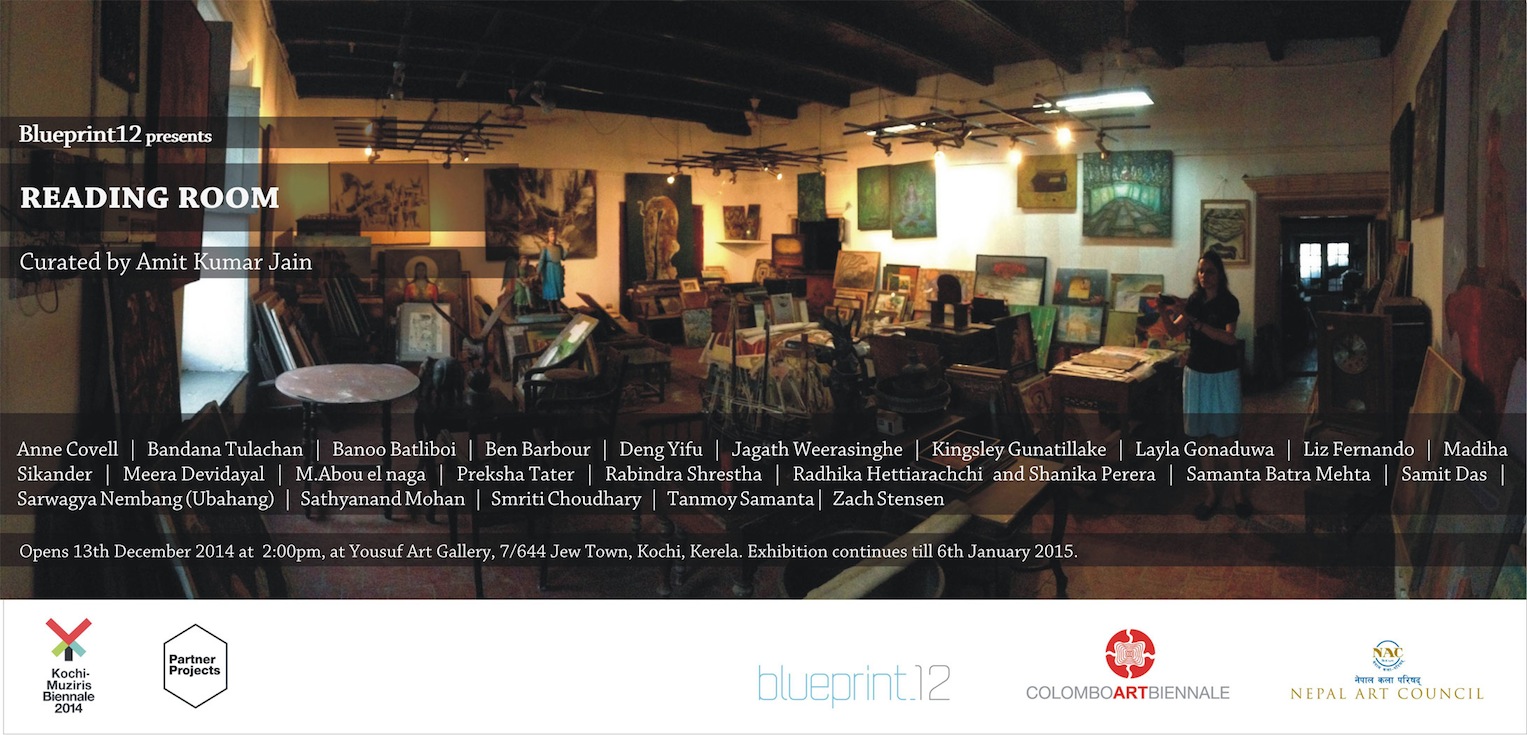 Blueprint12 presents
READING ROOM
Curated by Amit Kumar Jain
Anne Covell | Bandana Tulachan | Banoo Batliboi | Ben Barbour | Deng Yifu | Jagath Weerasinghe | Kingsley Gunatillake | Layla Gonaduwa | Liz Fernando | Madiha
Sikander | Meera Devidayal | M.Abou el naga | Preksha Tater | Rabindra Shrestha | Radhika Hettiarachchi and Shanika Perera | Samanta Batra Mehta | Samit Das |
Sarwagya Nembang (Ubahang) | Sathyanand Mohan | Smriti Choudhary | Tanmoy Samanta | Zach Stensen
Opens 13th December 2014 at 2:00pm, at Yousuf Art Gallery, 7/644 Jew Town, Kochi, Kerela. Exhibition continues till 6th January 2015.
Kochi-
Muziris
Biennale
2014
Partner
Projects
blueprint.12
COLOMBOARTBIENNALE
NAC
नेपाल कला परिषद्
NEPAL ART COUNCIL